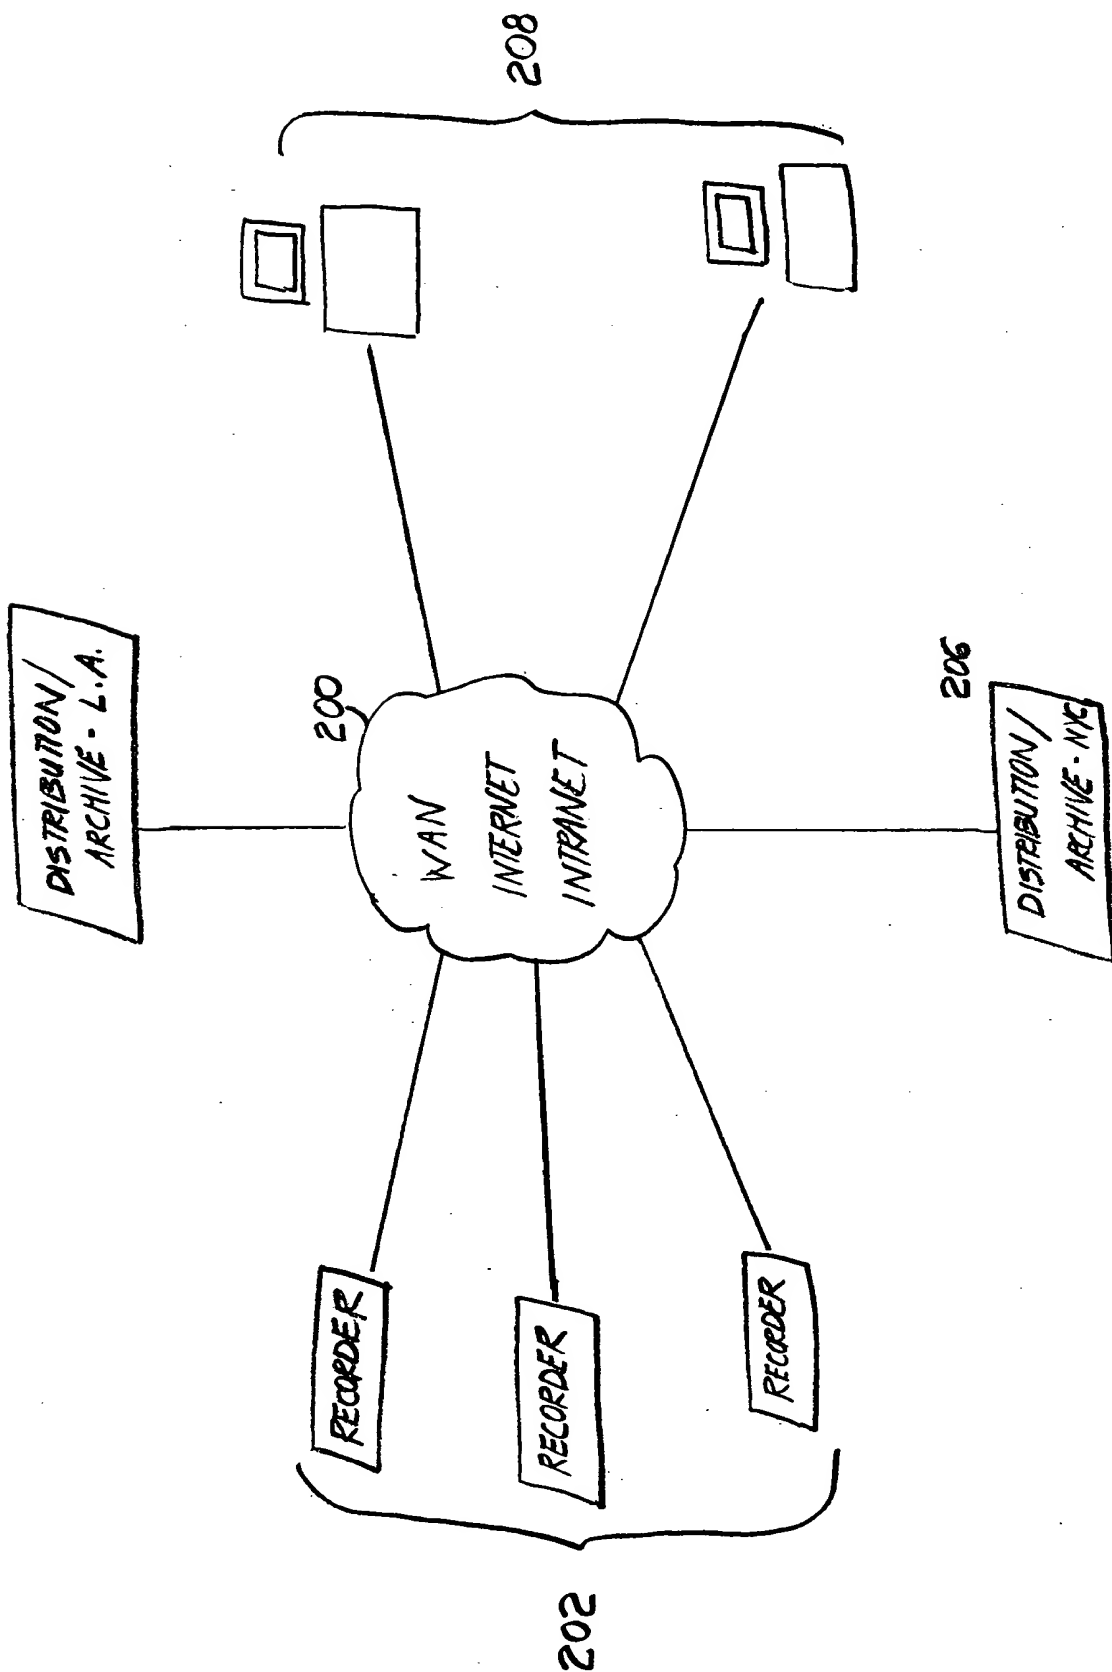 DISTRIBUTION/
ARCHIVE - L.A.
200
WAN
INTERNET
INTRANET
208
RECORDER
RECORDER
RECORDER
202
206
DISTRIBUTION/
ARCHIVE - NYC